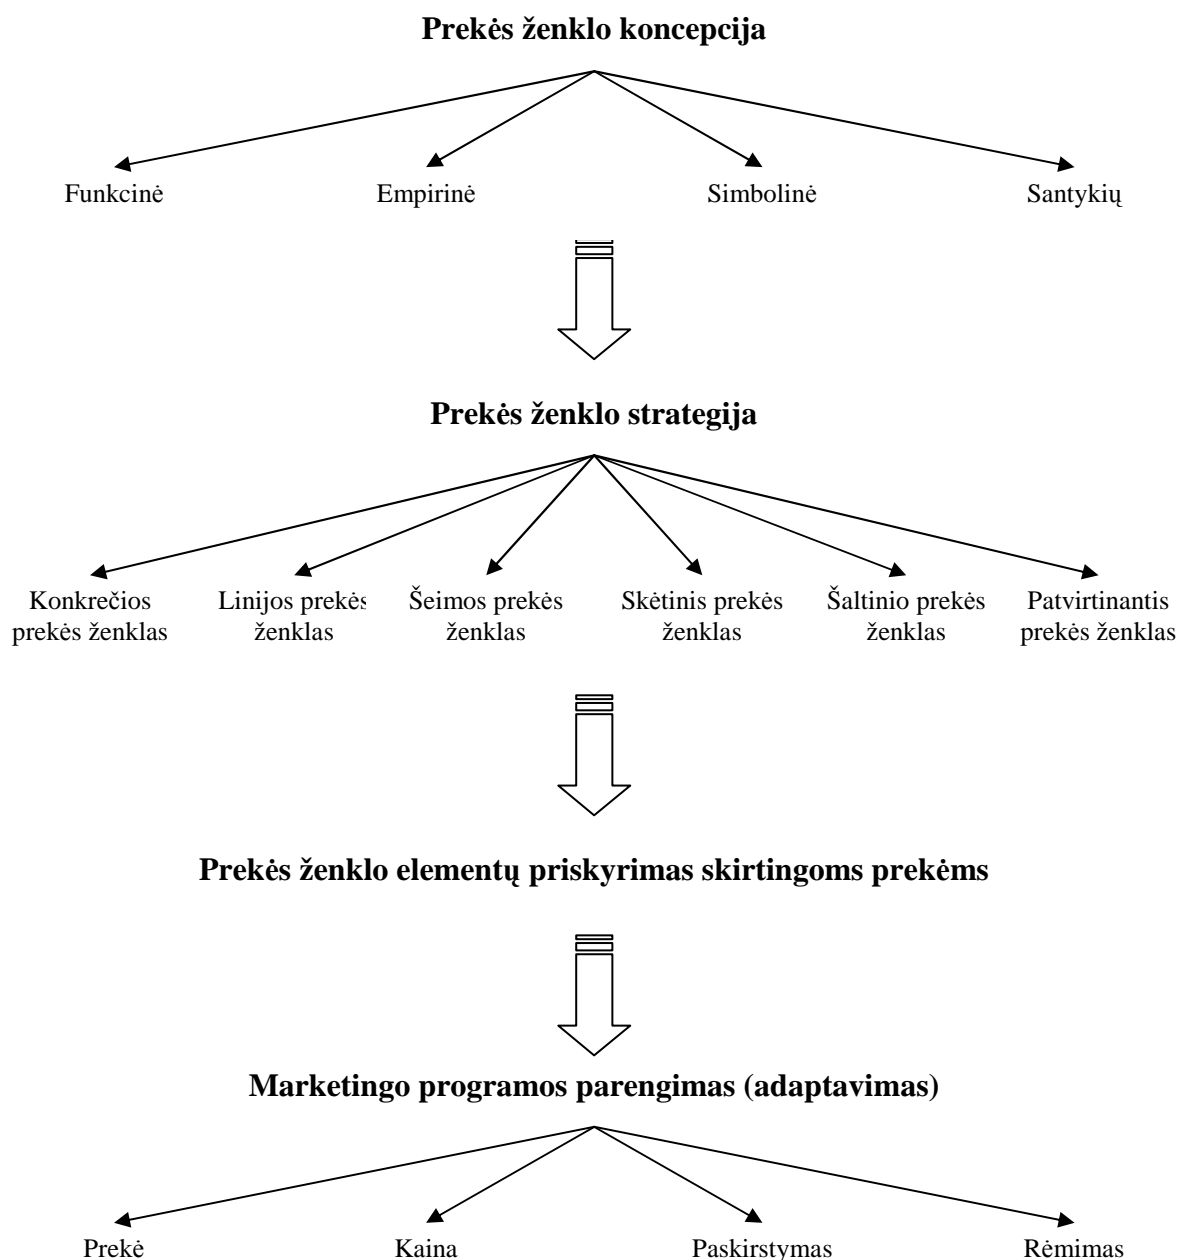 Prekės ženklo koncepcija
Funkcinė Empirinė Simbolinė Santykių
Prekės ženklo strategija
Konkrečios Linijos prekės Šeimos prekės Skėtinis prekės Šaltinio prekės Patvirtinantis
prekės ženklas ženklas ženklas ženklas ženklas prekės ženklas
Prekės ženklo elementų priskyrimas skirtingoms prekėms
Marketingo programos parengimas (adaptavimas)
Prekė Kaina Paskirstymas Rėmimas